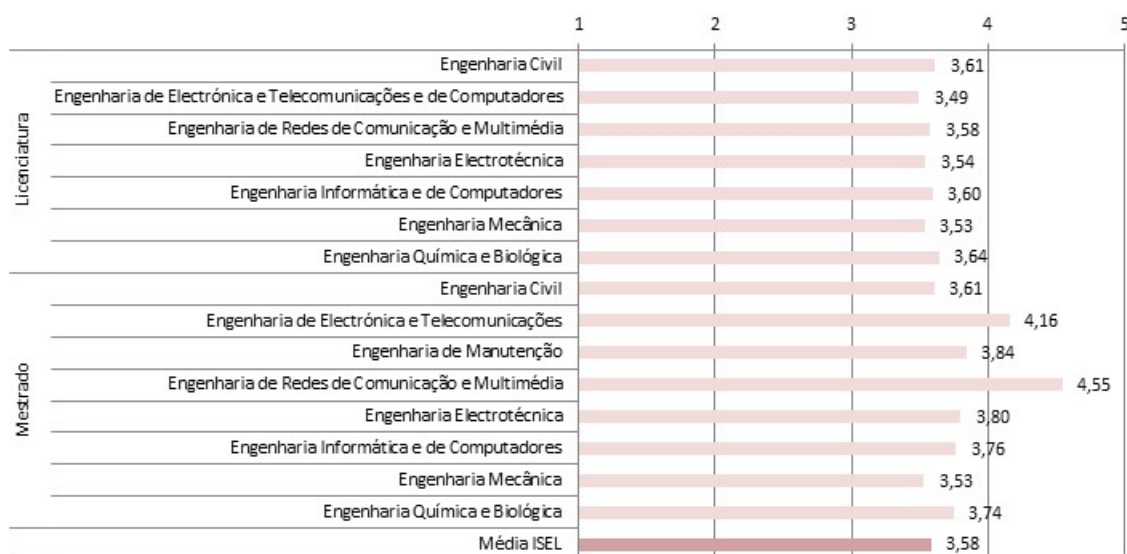 1 2 3 4 5
Licenciatura
Engenharia Civil 3,61
Engenharia de Electrónica e Telecomunicações e de Computadores 3,49
Engenharia de Redes de Comunicação e Multimédia 3,58
Engenharia Electrotécnica 3,54
Engenharia Informática e de Computadores 3,60
Engenharia Mecânica 3,53
Engenharia Química e Biológica 3,64
Mestrado
Engenharia Civil 3,61
Engenharia de Electrónica e Telecomunicações 4,16
Engenharia de Manutenção 3,84
Engenharia de Redes de Comunicação e Multimédia 4,55
Engenharia Electrotécnica 3,80
Engenharia Informática e de Computadores 3,76
Engenharia Mecânica 3,53
Engenharia Química e Biológica 3,74
Média ISEL 3,58